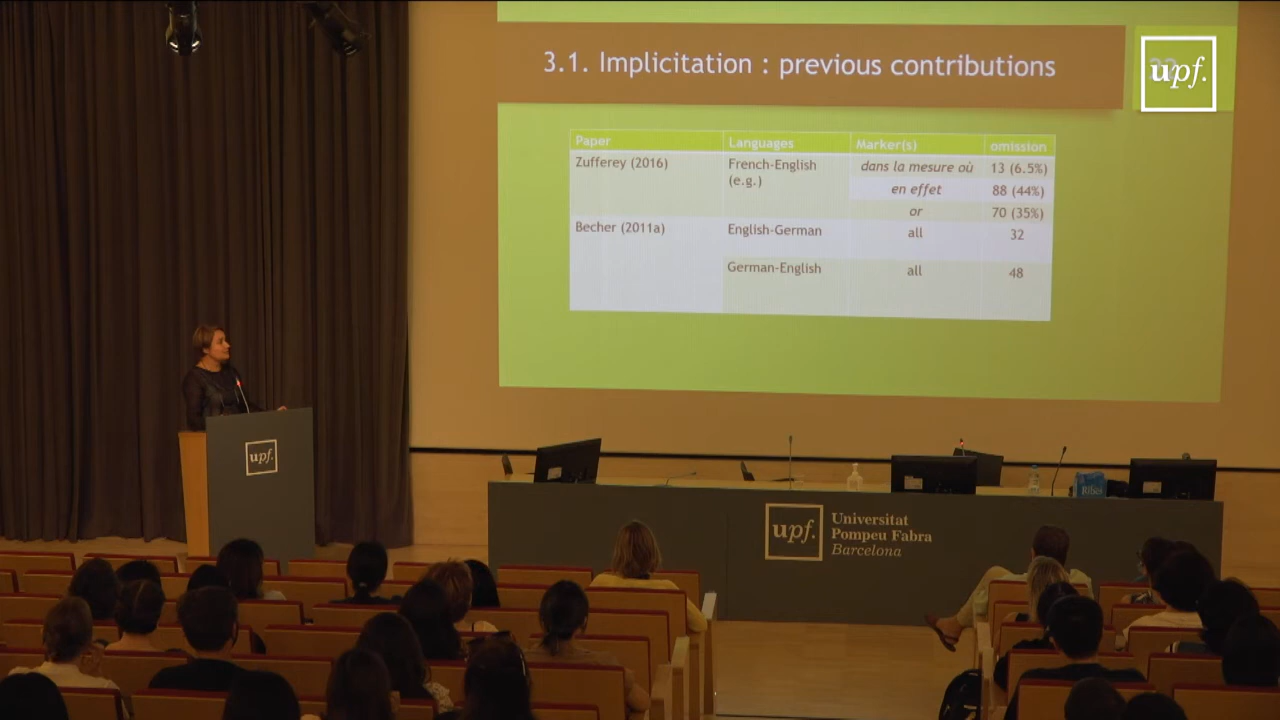 3.1. Implicitation : previous contributions
upf.
Paper Languages Marker(s) omission
Zufferey (2016) French-English dans la mesure où 13 (6.5%)
(e.g.) en effet 88 (44%)
or 70 (35%)
Becher (2011a) English-German all 32
German-English all 48
upf.
upf.
Universitat
Pompeu Fabra
Barcelona